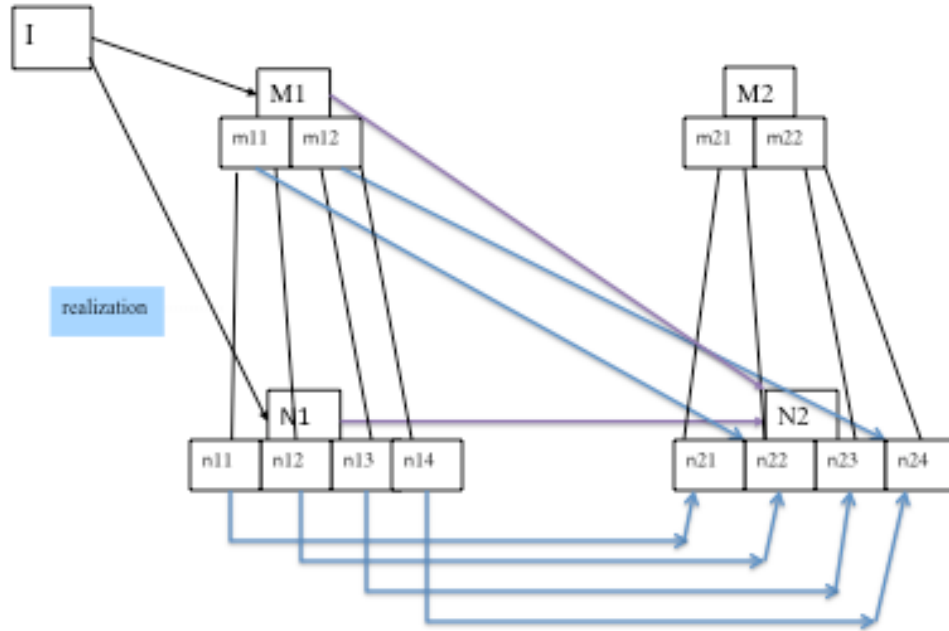 I
M1
M2
m11 m12
m21 m22
realization
N1
N2
n11 n12 n13 n14
n21 n22 n23 n24